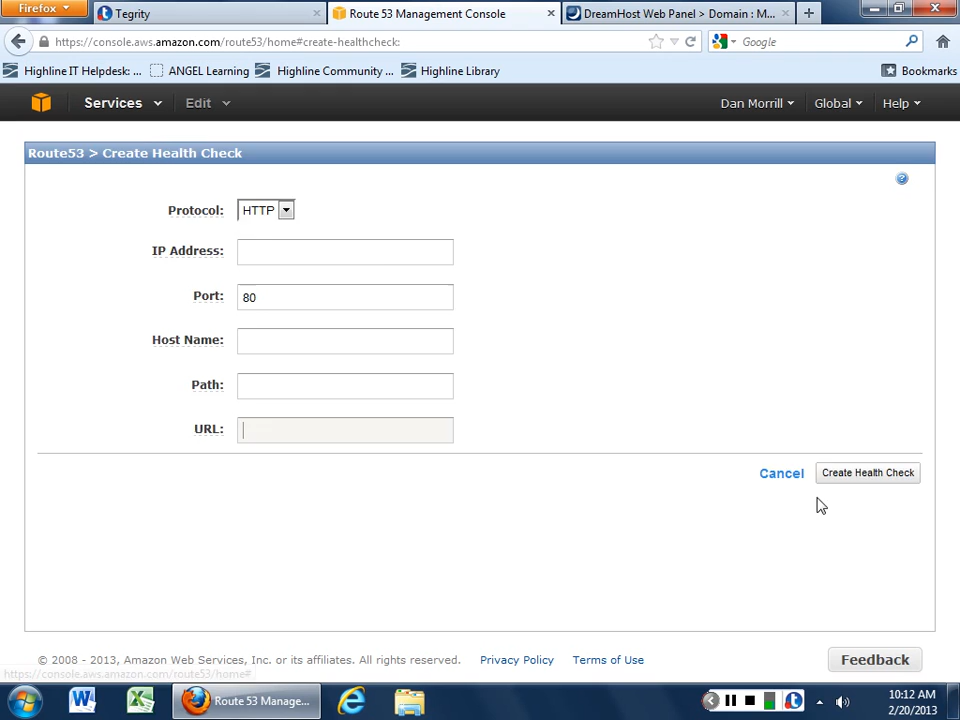 Firefox
Tegrity
Route 53 Management Console
DreamHost Web Panel > Domain : M...
https://console.aws.amazon.com/route53/home#create-healthcheck:
Google
Highline IT Helpdesk: ...
ANGEL Learning
Highline Community ...
Highline Library
Bookmarks
Services
Edit
Dan Morrill
Global
Help
Route53 > Create Health Check
Protocol: HTTP
IP Address:
Port: 80
Host Name:
Path:
URL:
Cancel
Create Health Check
© 2008 - 2013, Amazon Web Services, Inc. or its affiliates. All rights reserved.
Privacy Policy
Terms of Use
Feedback
https://console.aws.amazon.com/route53/home#
Route 53 Manage...
10:12 AM
2/20/2013